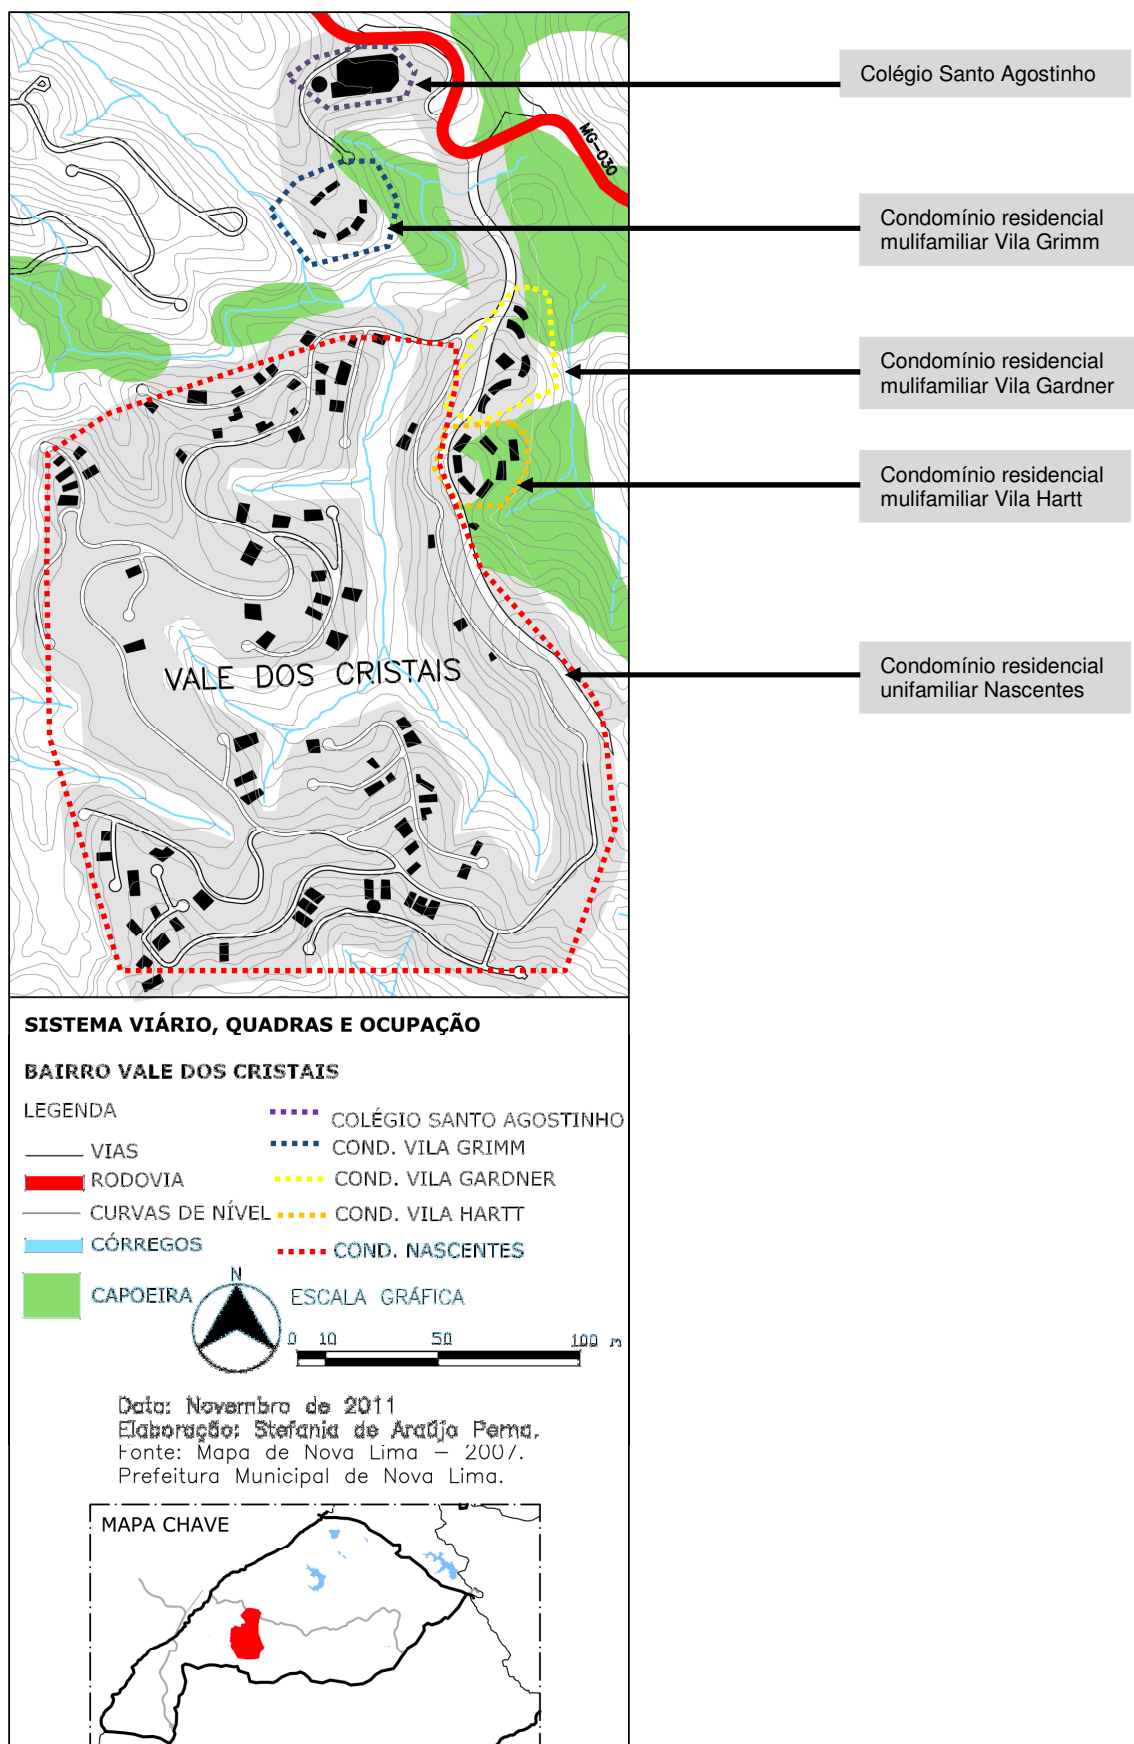 Colégio Santo Agostinho
MG-030
Condomínio residencial
mulifamiliar Vila Grimm
Condomínio residencial
mulifamiliar Vila Gardner
Condomínio residencial
mulifamiliar Vila Hartt
Condomínio residencial
unifamiliar Nascentes
VALE DOS CRISTAIS
SISTEMA VIÁRIO, QUADRAS E OCUPAÇÃO
BAIRRO VALE DOS CRISTAIS
LEGENDA
VIAS
RODOVIA
CURVAS DE NÍVEL
CÓRREGOS
CAPOEIRA
COLÉGIO SANTO AGOSTINHO
COND. VILA GRIMM
COND. VILA GARDNER
COND. VILA HARTT
COND. NASCENTES
N
ESCALA GRÁFICA
0 10 50 100 m
Data: Novembro de 2011
Elaboração: Stefania de Araújo Perna.
Fonte: Mapa de Nova Lima – 2007.
Prefeitura Municipal de Nova Lima.
MAPA CHAVE